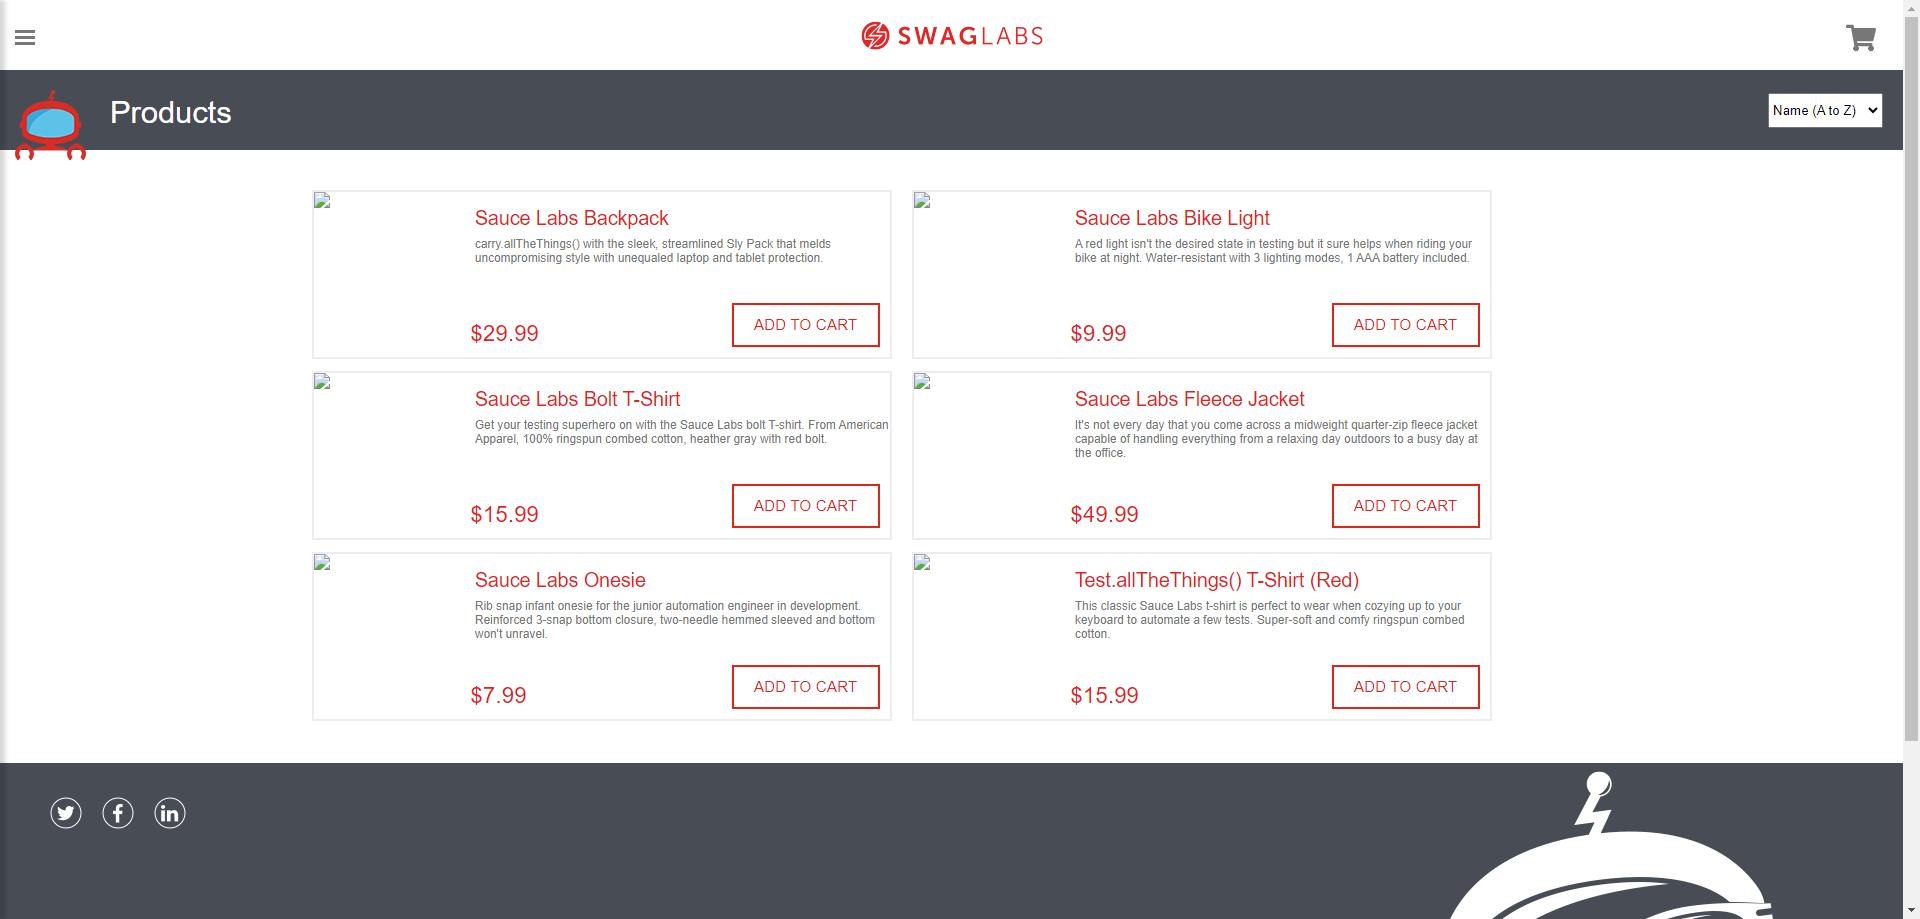 SWAGLABS
Products
Name (A to Z)
Sauce Labs Backpack
carry.allTheThings() with the sleek, streamlined Sly Pack that melds
uncompromising style with unequaled laptop and tablet protection.
$29.99
ADD TO CART
Sauce Labs Bike Light
A red light isn't the desired state in testing but it sure helps when riding your
bike at night. Water-resistant with 3 lighting modes, 1 AAA battery included.
$9.99
ADD TO CART
Sauce Labs Bolt T-Shirt
Get your testing superhero on with the Sauce Labs bolt T-shirt. From American
Apparel, 100% ringspun combed cotton, heather gray with red bolt.
$15.99
ADD TO CART
Sauce Labs Fleece Jacket
It's not every day that you come across a midweight quarter-zip fleece jacket
capable of handling everything from a relaxing day outdoors to a busy day at
the office.
$49.99
ADD TO CART
Sauce Labs Onesie
Rib snap infant onesie for the junior automation engineer in development.
Reinforced 3-snap bottom closure, two-needle hemmed sleeved and bottom
won't unravel.
$7.99
ADD TO CART
Test.allTheThings() T-Shirt (Red)
This classic Sauce Labs t-shirt is perfect to wear when cozying up to your
keyboard to automate a few tests. Super-soft and comfy ringspun combed
cotton.
$15.99
ADD TO CART